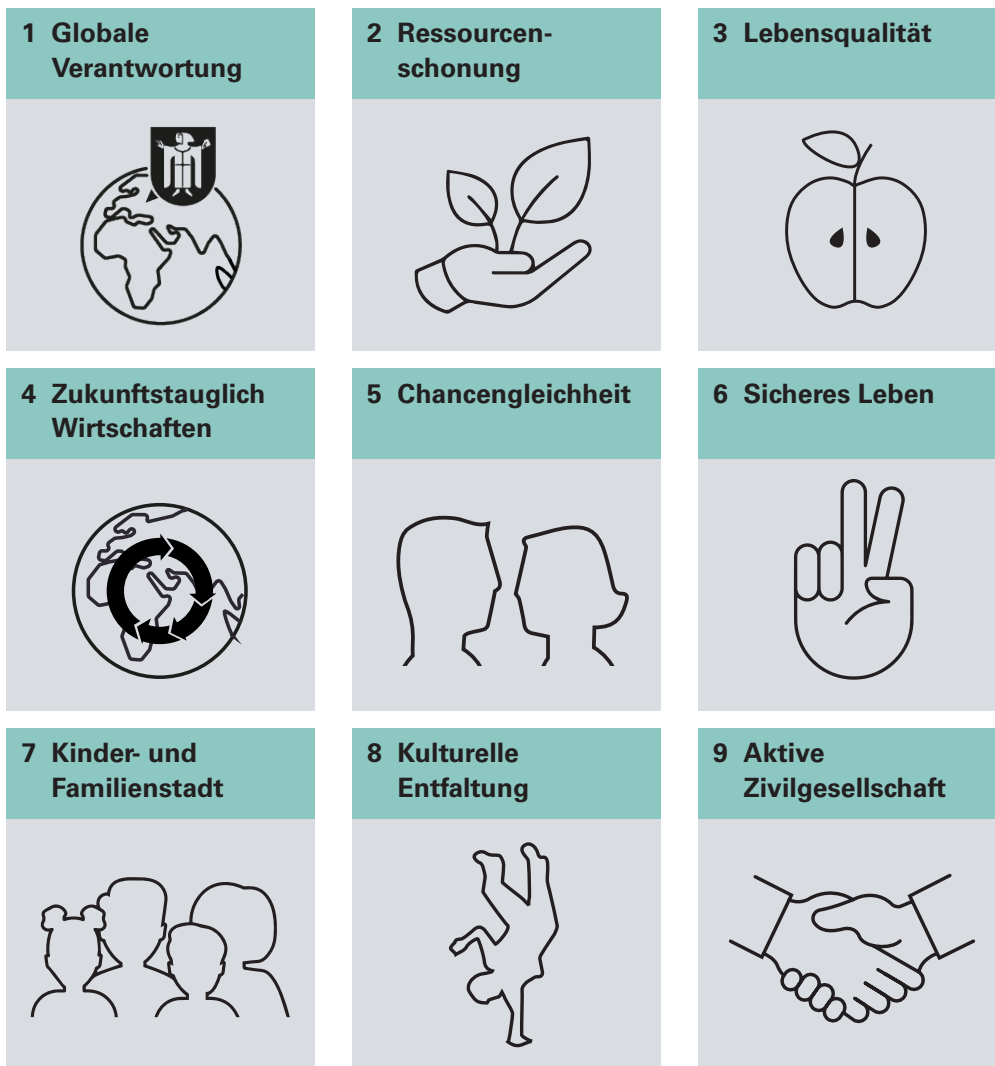 1 Globale
Verantwortung
2 Ressourcen-
schonung
3 Lebensqualität
4 Zukunftstauglich
Wirtschaften
5 Chancengleichheit
6 Sicheres Leben
7 Kinder- und
Familienstadt
8 Kulturelle
Entfaltung
9 Aktive
Zivilgesellschaft